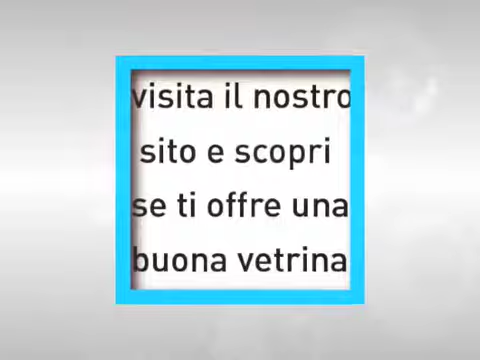 visita il nostro
sito e scopri
se ti offre una
buona vetrina